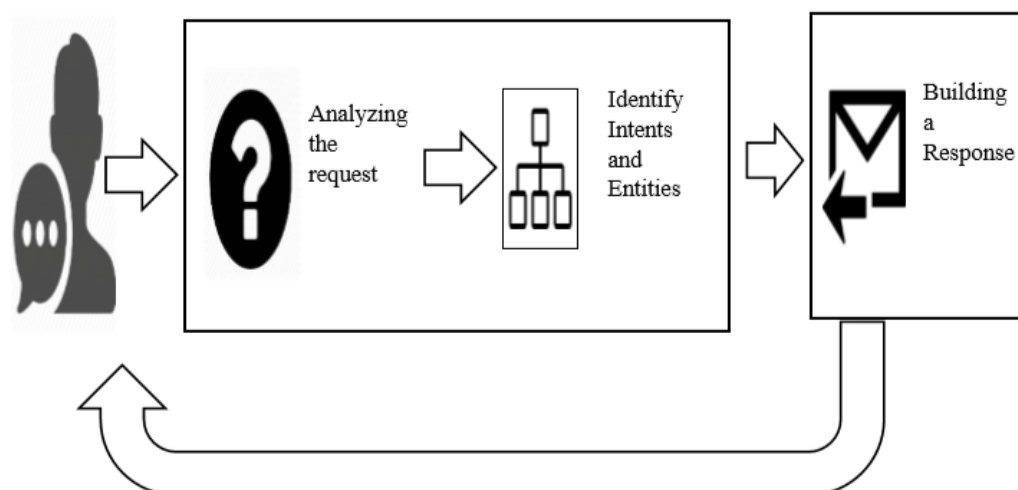 Analyzing
the
request
Identify
Intents
and
Entities
Building
a
Response